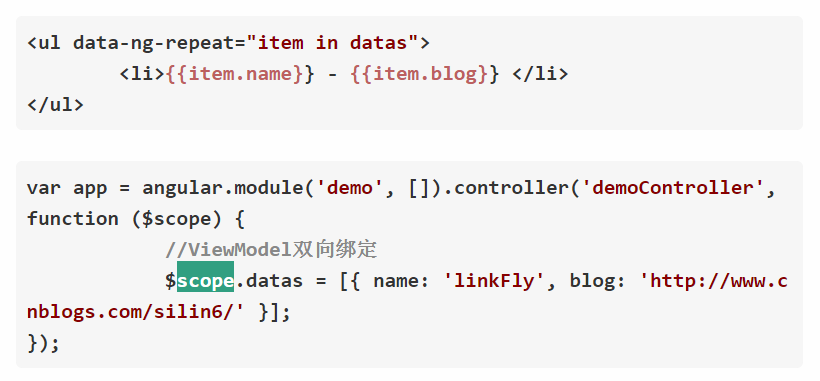 <ul data-ng-repeat="item in datas">
<li>{{item.name}} - {{item.blog}} </li>
</ul>
var app = angular.module('demo', []).controller('demoController',
function ($scope) {
//ViewModel双向绑定
$scope.datas = [{ name: 'linkFly', blog: 'http://www.c
nblogs.com/silin6/' }];
});